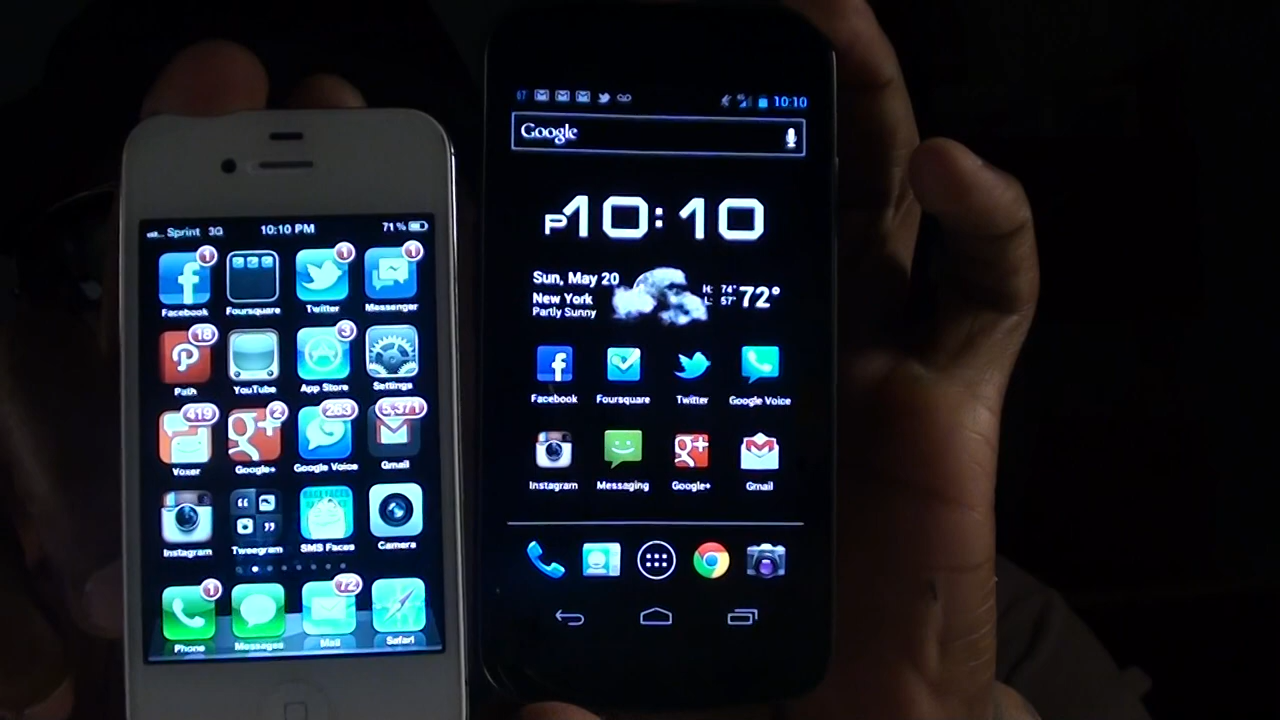 Sprint 3G 10:10 PM 71%
1 1 1
Facebook Foursquare Twitter Messenger
18 3
Path YouTube App Store Settings
419 2 263 5,371
Voxer Google+ Google Voice Gmail
Instagram Tweegram SMS Faces Camera
1 72
Phone Messages Mail Safari
67 4G 10:10
Google
P10:10
Sun, May 20
New York
Partly Sunny
H: 74°
L: 57°
72°
Facebook Foursquare Twitter Google Voice
Instagram Messaging Google+ Gmail